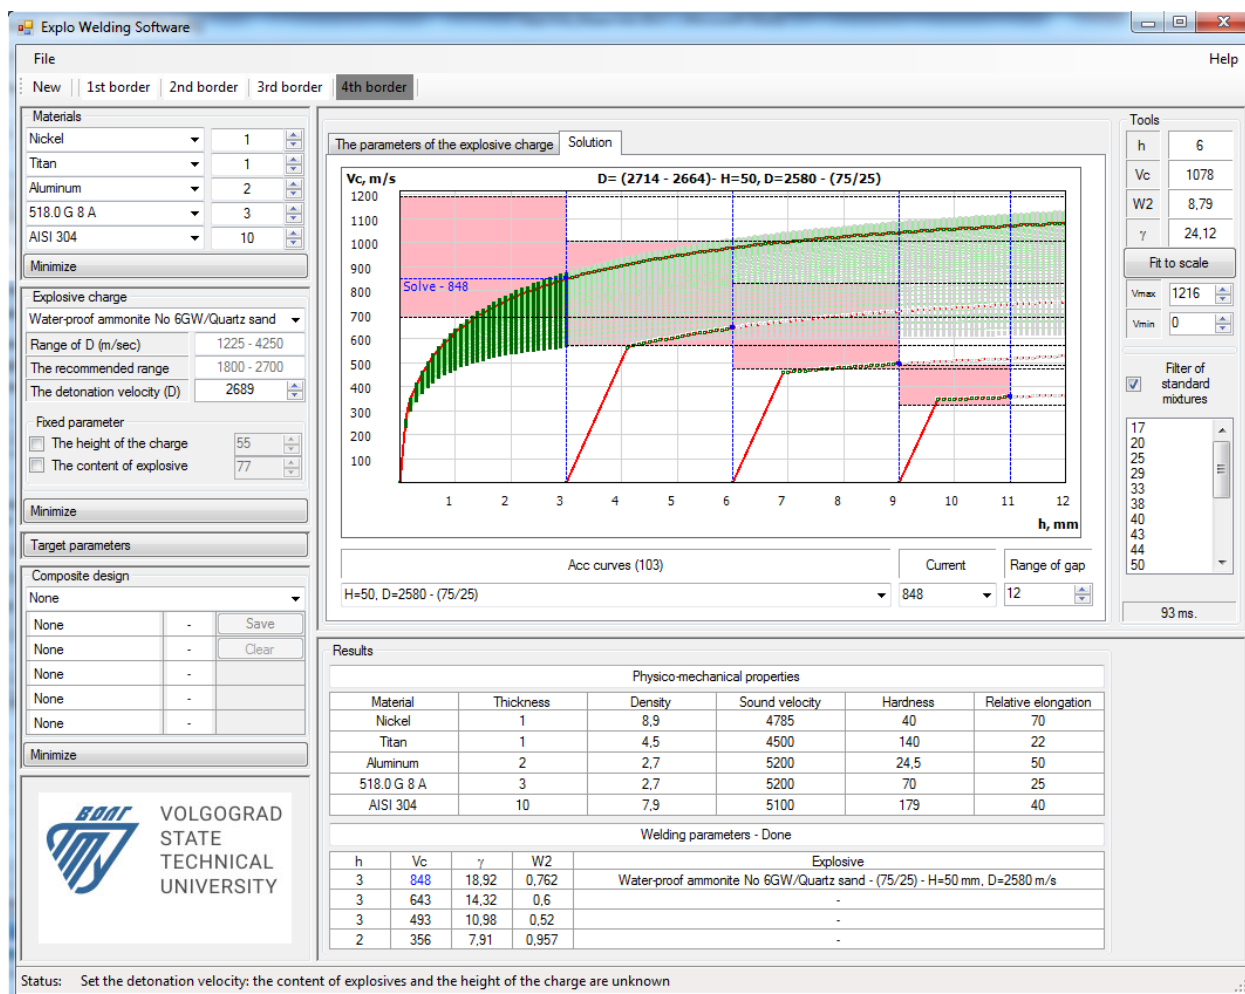 Explo Welding Software
File Help
New 1st border 2nd border 3rd border 4th border
Materials
Nickel 1
Titan 1
Aluminum 2
518.0 G 8 A 3
AISI 304 10
Minimize
Explosive charge
Water-proof ammonite No 6GW/Quartz sand
Range of D (m/sec) 1225 - 4250
The recommended range 1800 - 2700
The detonation velocity (D) 2689
Fixed parameter
The height of the charge 55
The content of explosive 77
Minimize
Target parameters
Composite design
None
None - Save
None - Clear
None -
None -
None -
Minimize
VOLGOGRAD
STATE
TECHNICAL
UNIVERSITY
The parameters of the explosive charge Solution
Vc, m/s D= (2714 - 2664)- H=50, D=2580 - (75/25)
1200
1100
1000
900
800
700
600
500
400
300
200
100
Solve - 848
1 2 3 4 5 6 7 8 9 10 11 12
h, mm
Acc curves (103) Current Range of gap
H=50, D=2580 - (75/25) 848 12
Tools
h 6
Vc 1078
W2 8,79
γ 24,12
Fit to scale
Vmax 1216
Vmin 0
Filter of
standard
mixtures
17
20
25
29
33
38
40
43
44
50
93 ms.
Results
Physico-mechanical properties
Material Thickness Density Sound velocity Hardness Relative elongation
Nickel 1 8,9 4785 40 70
Titan 1 4,5 4500 140 22
Aluminum 2 2,7 5200 24,5 50
518.0 G 8 A 3 2,7 5200 70 25
AISI 304 10 7,9 5100 179 40
Welding parameters - Done
h Vc γ W2 Explosive
3 848 18,92 0,762 Water-proof ammonite No 6GW/Quartz sand - (75/25) - H=50 mm, D=2580 m/s
3 643 14,32 0,6 -
3 493 10,98 0,52 -
2 356 7,91 0,957 -
Status: Set the detonation velocity: the content of explosives and the height of the charge are unknown